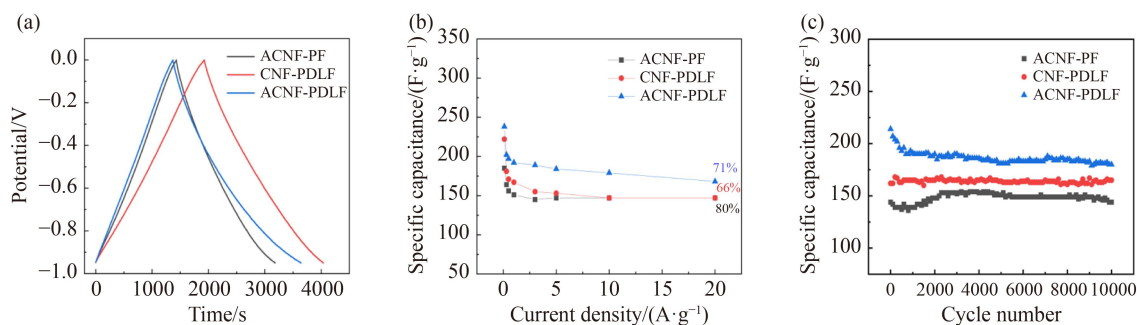 (a)
0.0
−0.2
−0.4
−0.6
−0.8
−1.0
Potential/V
0 1000 2000 3000 4000
Time/s
ACNF-PF
CNF-PDLF
ACNF-PDLF
(b)
350
300
250
200
150
100
50
Specific capacitance/(F·g⁻¹)
0 5 10 15 20
Current density/(A·g⁻¹)
ACNF-PF
CNF-PDLF
ACNF-PDLF
71%
66%
80%
(c)
300
250
200
150
100
Specific capacitance/(F·g⁻¹)
0 2000 4000 6000 8000 10000
Cycle number
ACNF-PF
CNF-PDLF
ACNF-PDLF